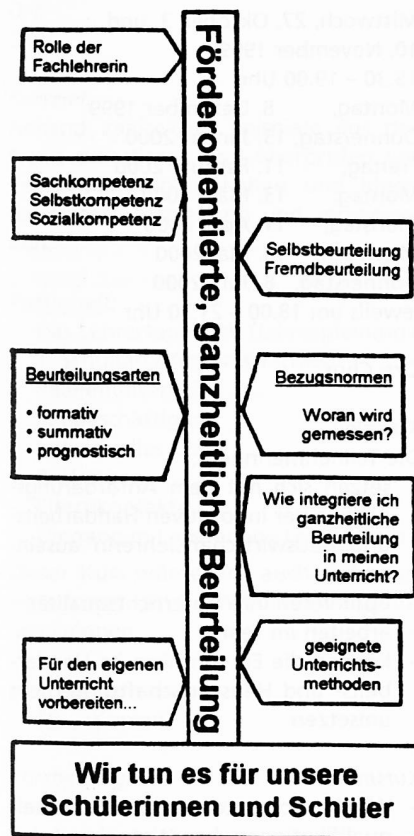 Förderorientierte, ganzheitliche Beurteilung
Rolle der
Fachlehrerin
Sachkompetenz
Selbstkompetenz
Sozialkompetenz
Selbstbeurteilung
Fremdbeurteilung
Beurteilungsarten
• formativ
• summativ
• prognostisch
Bezugsnormen
Woran wird
gemessen?
Wie integriere ich
ganzheitliche
Beurteilung
in meinen
Unterricht?
Für den eigenen
Unterricht
vorbereiten...
geeignete
Unterrichts-
methoden
Wir tun es für unsere
Schülerinnen und Schüler